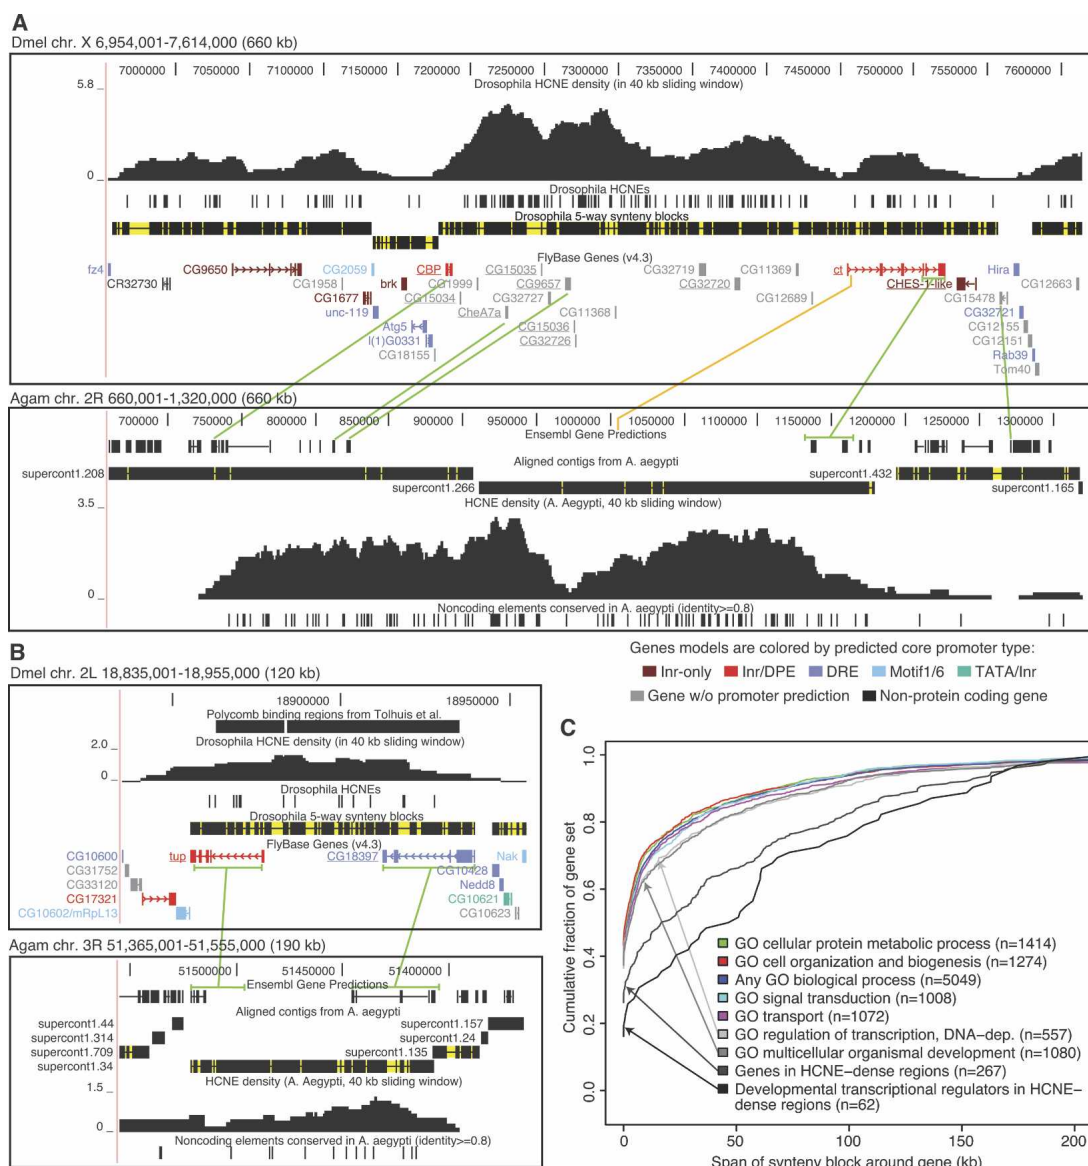 A
Dmel chr. X 6,954,001-7,614,000 (660 kb)
7000000 7050000 7100000 7150000 7200000 7250000 7300000 7350000 7400000 7450000 7500000 7550000 7600000
Drosophila HCNE density (in 40 kb sliding window)
5.8
0
Drosophila HCNEs
Drosophila 5-way synteny blocks
FlyBase Genes (v4.3)
fz4 CG9650 CG2059 CBP CG15035 CG32719 CG11369 ct Hira
CR32730 CG1958 brk CG1999 CG9657 CG32720 CHES-1-like CG12663
CG1677 CG15034 CG32727 CG12689 CG15478
unc-119 CheA7a CG11368 CG32721
Atg5 CG15036 CG12155
l(1)G0331 CG32726 CG12151
CG18155 Rab39
Tom40
Agam chr. 2R 660,001-1,320,000 (660 kb)
700000 750000 800000 850000 900000 950000 1000000 1050000 1100000 1150000 1200000 1250000 1300000
Ensembl Gene Predictions
Aligned contigs from A. aegypti
supercont1.208 supercont1.432
supercont1.266 supercont1.165
HCNE density (A. Aegypti, 40 kb sliding window)
3.5
0
Noncoding elements conserved in A. aegypti (identity>=0.8)
B
Dmel chr. 2L 18,835,001-18,955,000 (120 kb)
18900000 18950000
Polycomb binding regions from Tolhuis et al.
Drosophila HCNE density (in 40 kb sliding window)
2.0
0
Drosophila HCNEs
Drosophila 5-way synteny blocks
FlyBase Genes (v4.3)
CG10600 tup CG18397 Nak
CG31752 CG10428
CG33120 Nedd8
CG17321 CG10621
CG10602/mRpL13 CG10623
Agam chr. 3R 51,365,001-51,555,000 (190 kb)
51500000 51450000 51400000
Ensembl Gene Predictions
Aligned contigs from A. aegypti
supercont1.44 supercont1.157
supercont1.314 supercont1.24
supercont1.709 supercont1.135
supercont1.34
HCNE density (A. Aegypti, 40 kb sliding window)
1.5
0
Noncoding elements conserved in A. aegypti (identity>=0.8)
Genes models are colored by predicted core promoter type:
Inr-only Inr/DPE DRE Motif1/6 TATA/Inr
Gene w/o promoter prediction Non-protein coding gene
C
Cumulative fraction of gene set
1.0
0.8
0.6
0.4
0.2
0.0
GO cellular protein metabolic process (n=1414)
GO cell organization and biogenesis (n=1274)
Any GO biological process (n=5049)
GO signal transduction (n=1008)
GO transport (n=1072)
GO regulation of transcription, DNA-dep. (n=557)
GO multicellular organismal development (n=1080)
Genes in HCNE-dense regions (n=267)
Developmental transcriptional regulators in HCNE-
dense regions (n=62)
0 50 100 150 200
Span of synteny block around gene (kb)